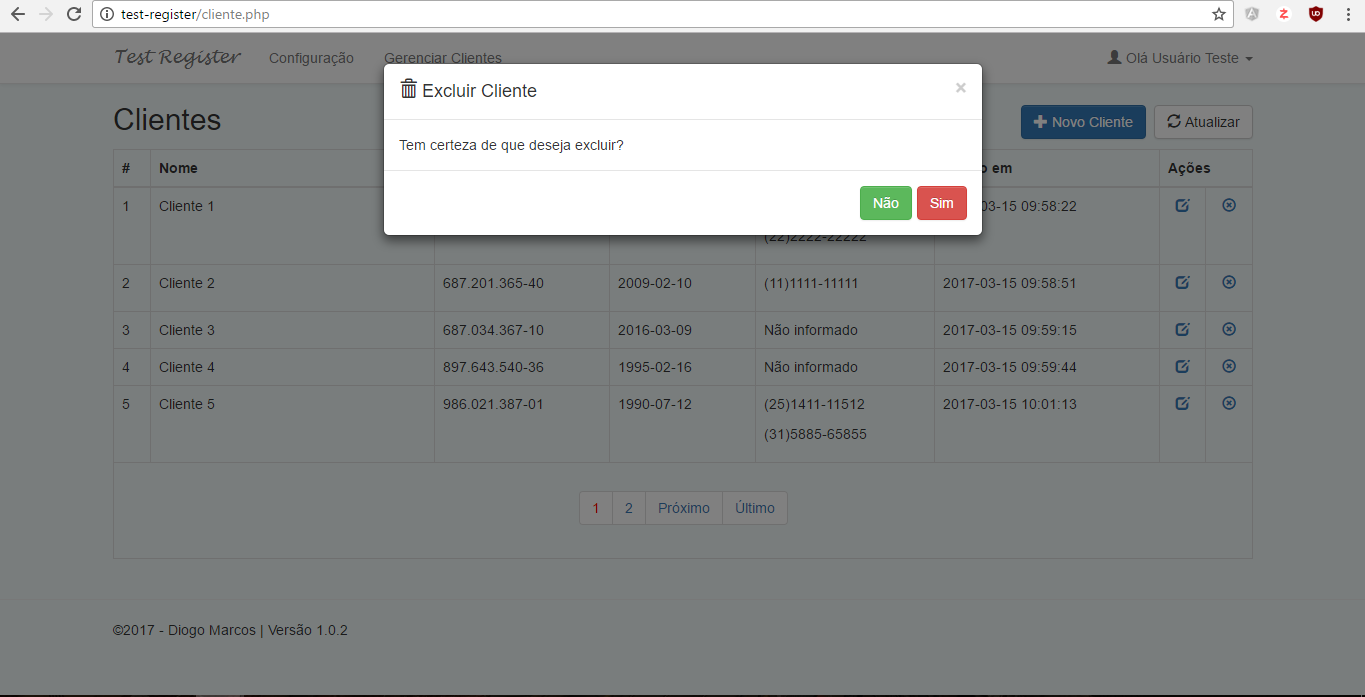 test-register/cliente.php
Test Register Configuração Gerenciar Clientes Olá Usuário Teste
Excluir Cliente ×
Tem certeza de que deseja excluir?
Não Sim
Clientes Novo Cliente Atualizar
# Nome em Ações
1 Cliente 1 03-15 09:58:22
(22)2222-22222
2 Cliente 2 687.201.365-40 2009-02-10 (11)1111-11111 2017-03-15 09:58:51
3 Cliente 3 687.034.367-10 2016-03-09 Não informado 2017-03-15 09:59:15
4 Cliente 4 897.643.540-36 1995-02-16 Não informado 2017-03-15 09:59:44
5 Cliente 5 986.021.387-01 1990-07-12 (25)1411-11512 2017-03-15 10:01:13
(31)5885-65855
1 2 Próximo Último
©2017 - Diogo Marcos | Versão 1.0.2